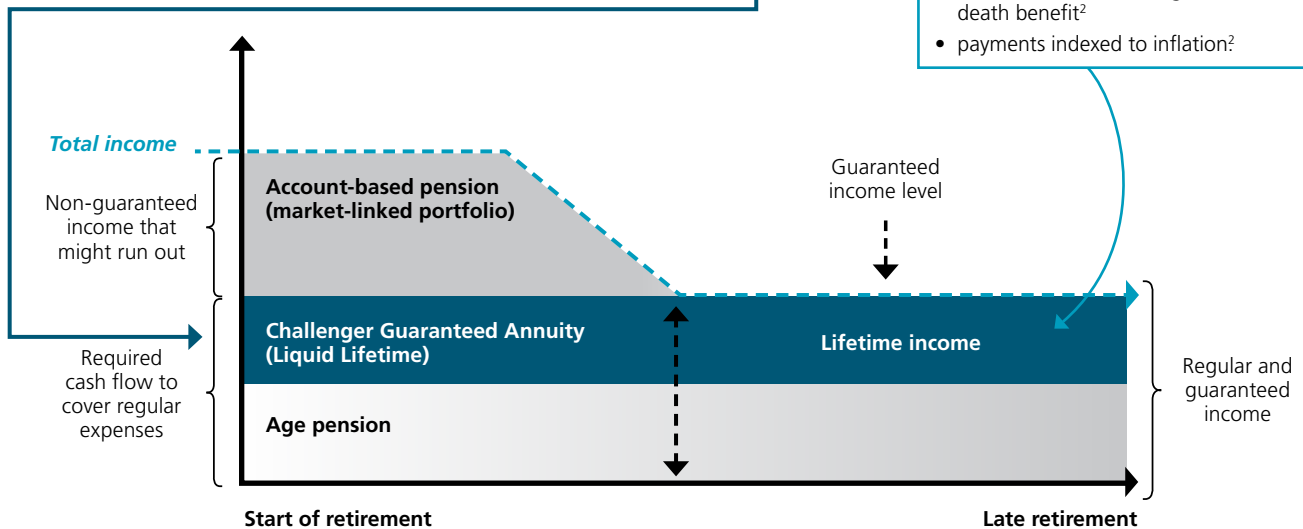 death benefit²
• payments indexed to inflation²
Total income
Non-guaranteed
income that
might run out
Account-based pension
(market-linked portfolio)
Guaranteed
income level
Challenger Guaranteed Annuity
(Liquid Lifetime)
Lifetime income
Required
cash flow to
cover regular
expenses
Age pension
Regular and
guaranteed
income
Start of retirement
Late retirement